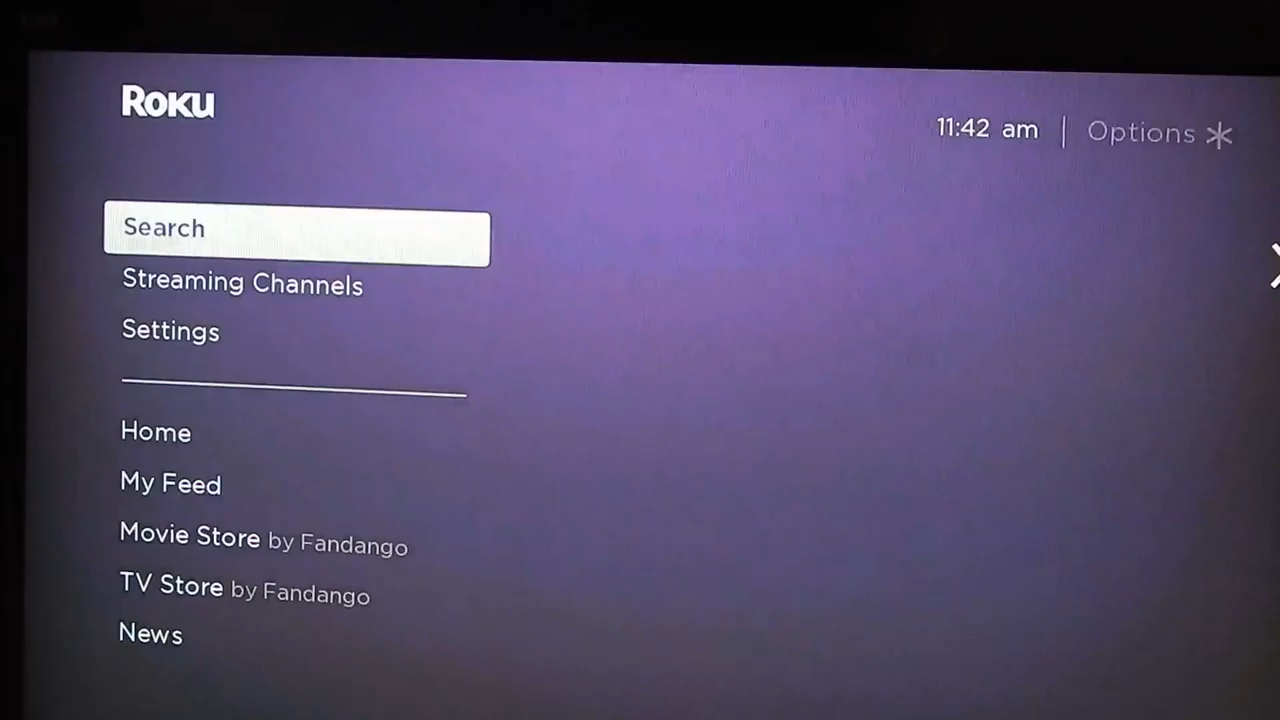 Roku
11:42 am | Options
Search
Streaming Channels
Settings
Home
My Feed
Movie Store by Fandango
TV Store by Fandango
News